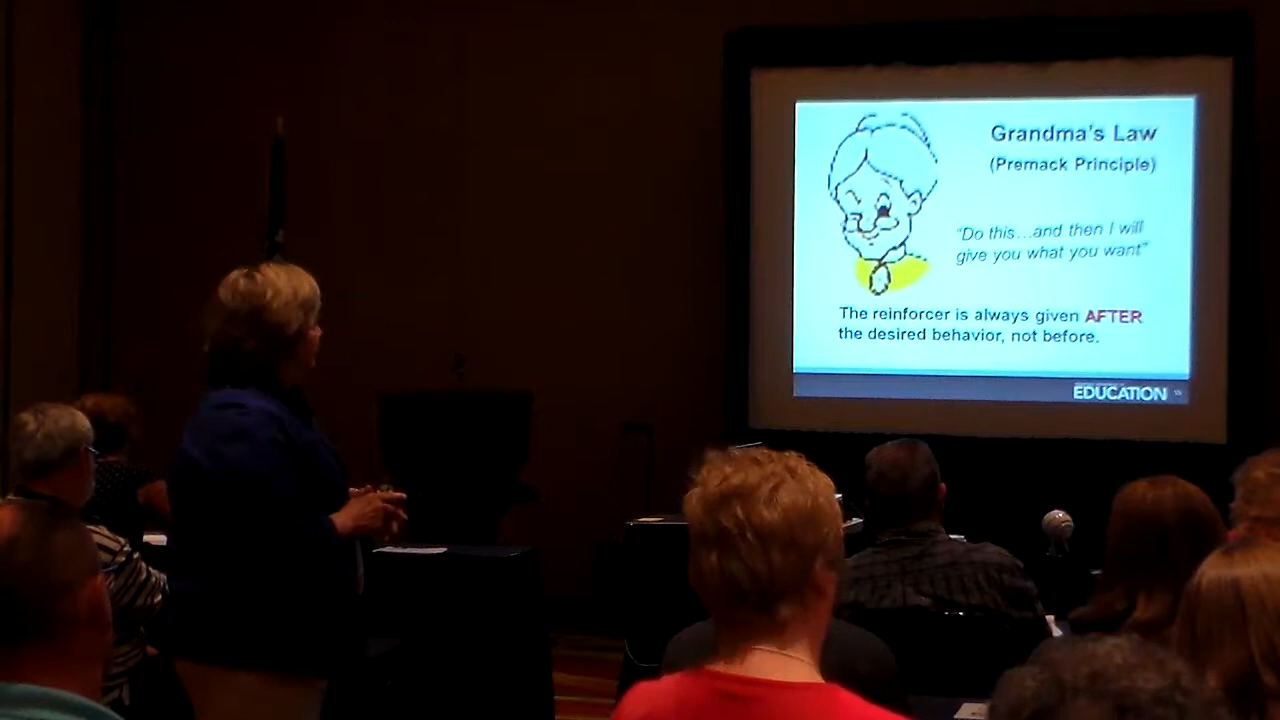 Grandma's Law
(Premack Principle)
"Do this...and then I will
give you what you want"
The reinforcer is always given AFTER
the desired behavior, not before.
EDUCATION